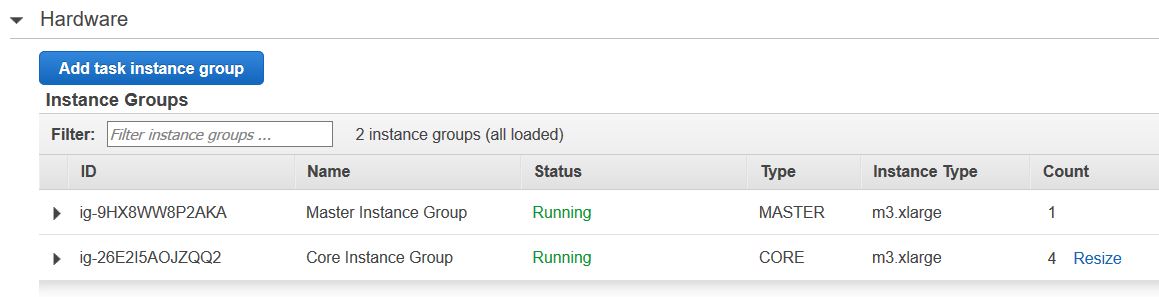 Hardware
Add task instance group
Instance Groups
Filter: Filter instance groups ... 2 instance groups (all loaded)
ID Name Status Type Instance Type Count
ig-9HX8WW8P2AKA Master Instance Group Running MASTER m3.xlarge 1
ig-26E2I5AOJZQQ2 Core Instance Group Running CORE m3.xlarge 4 Resize